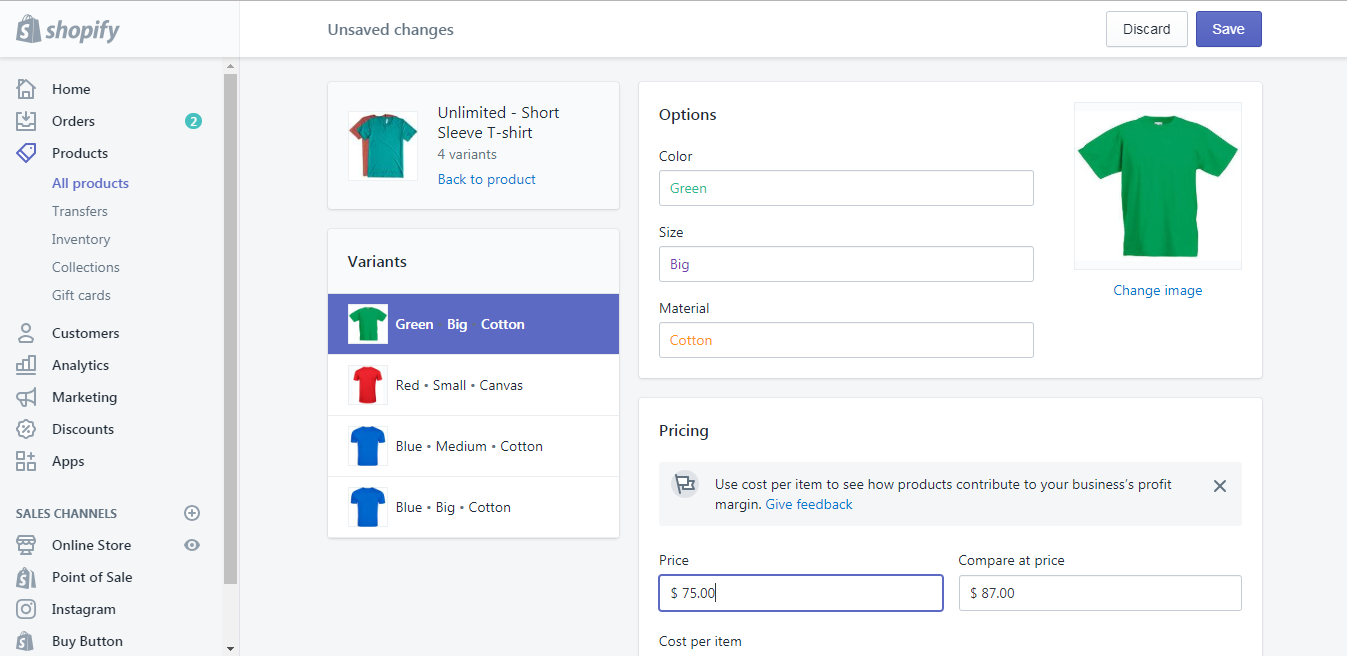 shopify
Unsaved changes
Discard
Save
Home
Orders
2
Products
All products
Transfers
Inventory
Collections
Gift cards
Customers
Analytics
Marketing
Discounts
Apps
SALES CHANNELS
Online Store
Point of Sale
Instagram
Buy Button
Unlimited - Short
Sleeve T-shirt
4 variants
Back to product
Variants
Green Big Cotton
Red • Small • Canvas
Blue • Medium • Cotton
Blue • Big • Cotton
Options
Color
Green
Size
Big
Material
Cotton
Change image
Pricing
Use cost per item to see how products contribute to your business’s profit
margin. Give feedback
Price
Compare at price
$ 75.00
$ 87.00
Cost per item